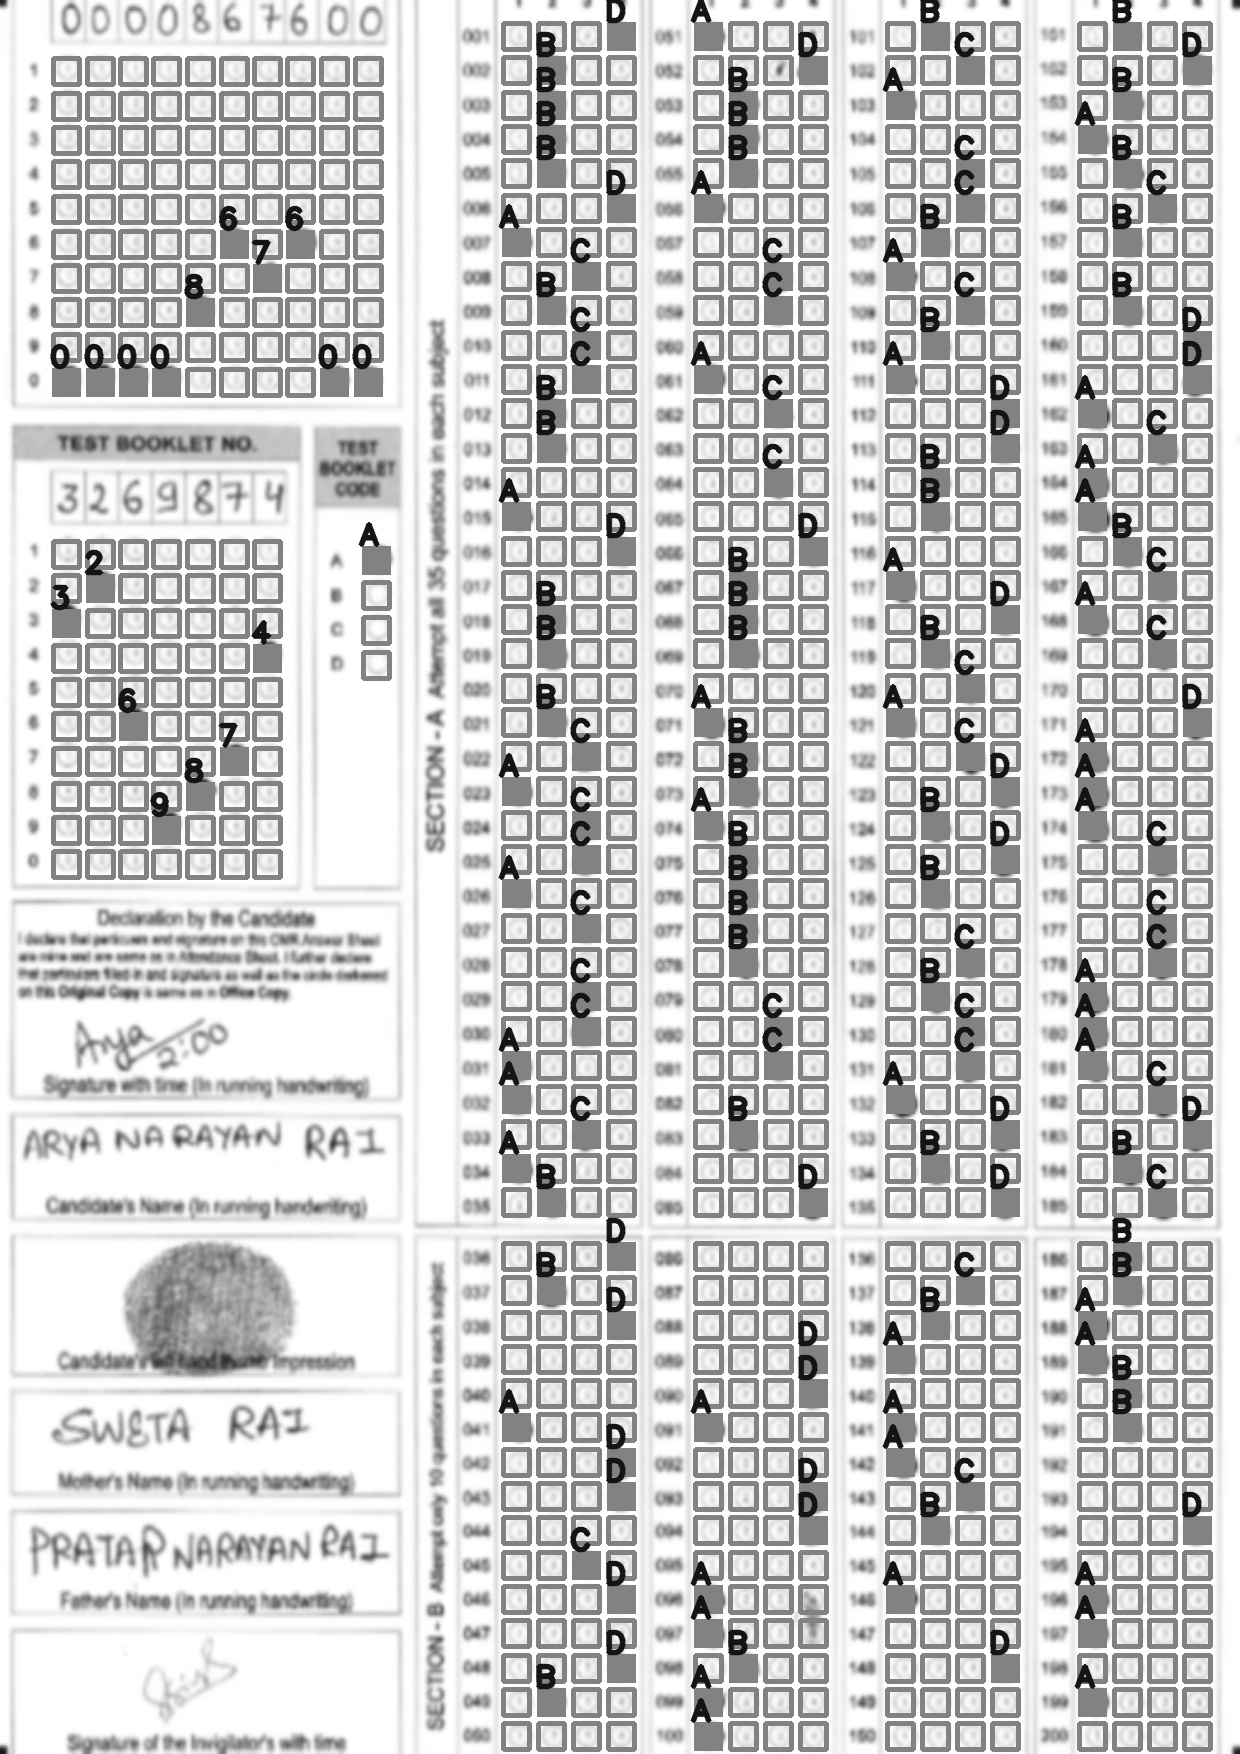 0 0 0 0 8 6 7 6 0 0
1
2
3
4
5
6
7
8
9
0
6 6
7
8
0 0 0 0 0 0
TEST BOOKLET NO.
3 2 6 9 8 7 4
1
2
3
4
5
6
7
8
9
0
2
3
4
6
7
8
9
TEST
BOOKLET
CODE
A
A
B
C
D
Declaration by the Candidate
I declare that particulars and signature on this OMR Answer Sheet
are mine and are same as in Attendance Sheet. I further declare
that particulars filled in and signature as well as the circle darkened
on this Original Copy is same as in Office Copy.
Arya 2:00
Signature with time (In running handwriting)
ARYA NARAYAN RAI
Candidate's Name (In running handwriting)
Candidate's left hand thumb Impression
SWETA RAI
Mother's Name (In running handwriting)
PRATAP NARAYAN RAI
Father's Name (In running handwriting)
Signature of the Invigilator's with time
SECTION - A Attempt all 35 questions in each subject
D
001 B
002 B
003 B
004 B
005 D
006 A
007 C
008 B
009 C
010 C
011 B
012 B
013
014 A
015 D
016
017 B
018 B
019
020 B
021 C
022 A
023 C
024 C
025 A
026 C
027
028 C
029 C
030 A
031 A
032 C
033 A
034 B
035
SECTION - B Attempt only 10 questions in each subject
D
036 B
037 D
038
039
040 A
041 D
042 D
043
044 C
045 D
046
047 D
048 B
049
050
A
051 D
052 B
053 B
054 B
055 A
056
057 C
058 C
059
060 A
061 C
062
063 C
064
065 D
066 B
067 B
068 B
069
070 A
071 B
072 B
073 A
074 B
075 B
076 B
077 B
078
079 C
080 C
081
082 B
083
084 D
085
086
087
088 D
089 D
090 A
091
092 D
093 D
094
095 A
096 A
097 B
098 A
099 A
100
B
101 C
102 A
103
104 C
105 C
106 B
107 A
108 C
109 B
110 A
111 D
112 D
113 B
114 B
115
116 A
117 D
118 B
119 C
120 A
121 C
122 D
123 B
124 D
125 B
126
127 C
128 B
129 C
130 C
131 A
132 D
133 B
134 D
135
136 C
137 B
138 A
139
140 A
141 A
142 C
143 B
144
145 A
146
147 D
148
149
150
B
151 D
152 B
153 A
154 B
155 C
156 B
157
158 B
159 D
160 D
161 A
162 C
163 A
164 A
165 B
166 C
167 A
168 C
169
170 D
171 A
172 A
173 A
174 C
175
176 C
177 C
178 A
179 A
180 A
181 C
182 D
183 B
184 C
185
B
186 B
187 A
188 A
189 B
190 B
191
193 D
194
195 A
196 A
197
198 A
199
200